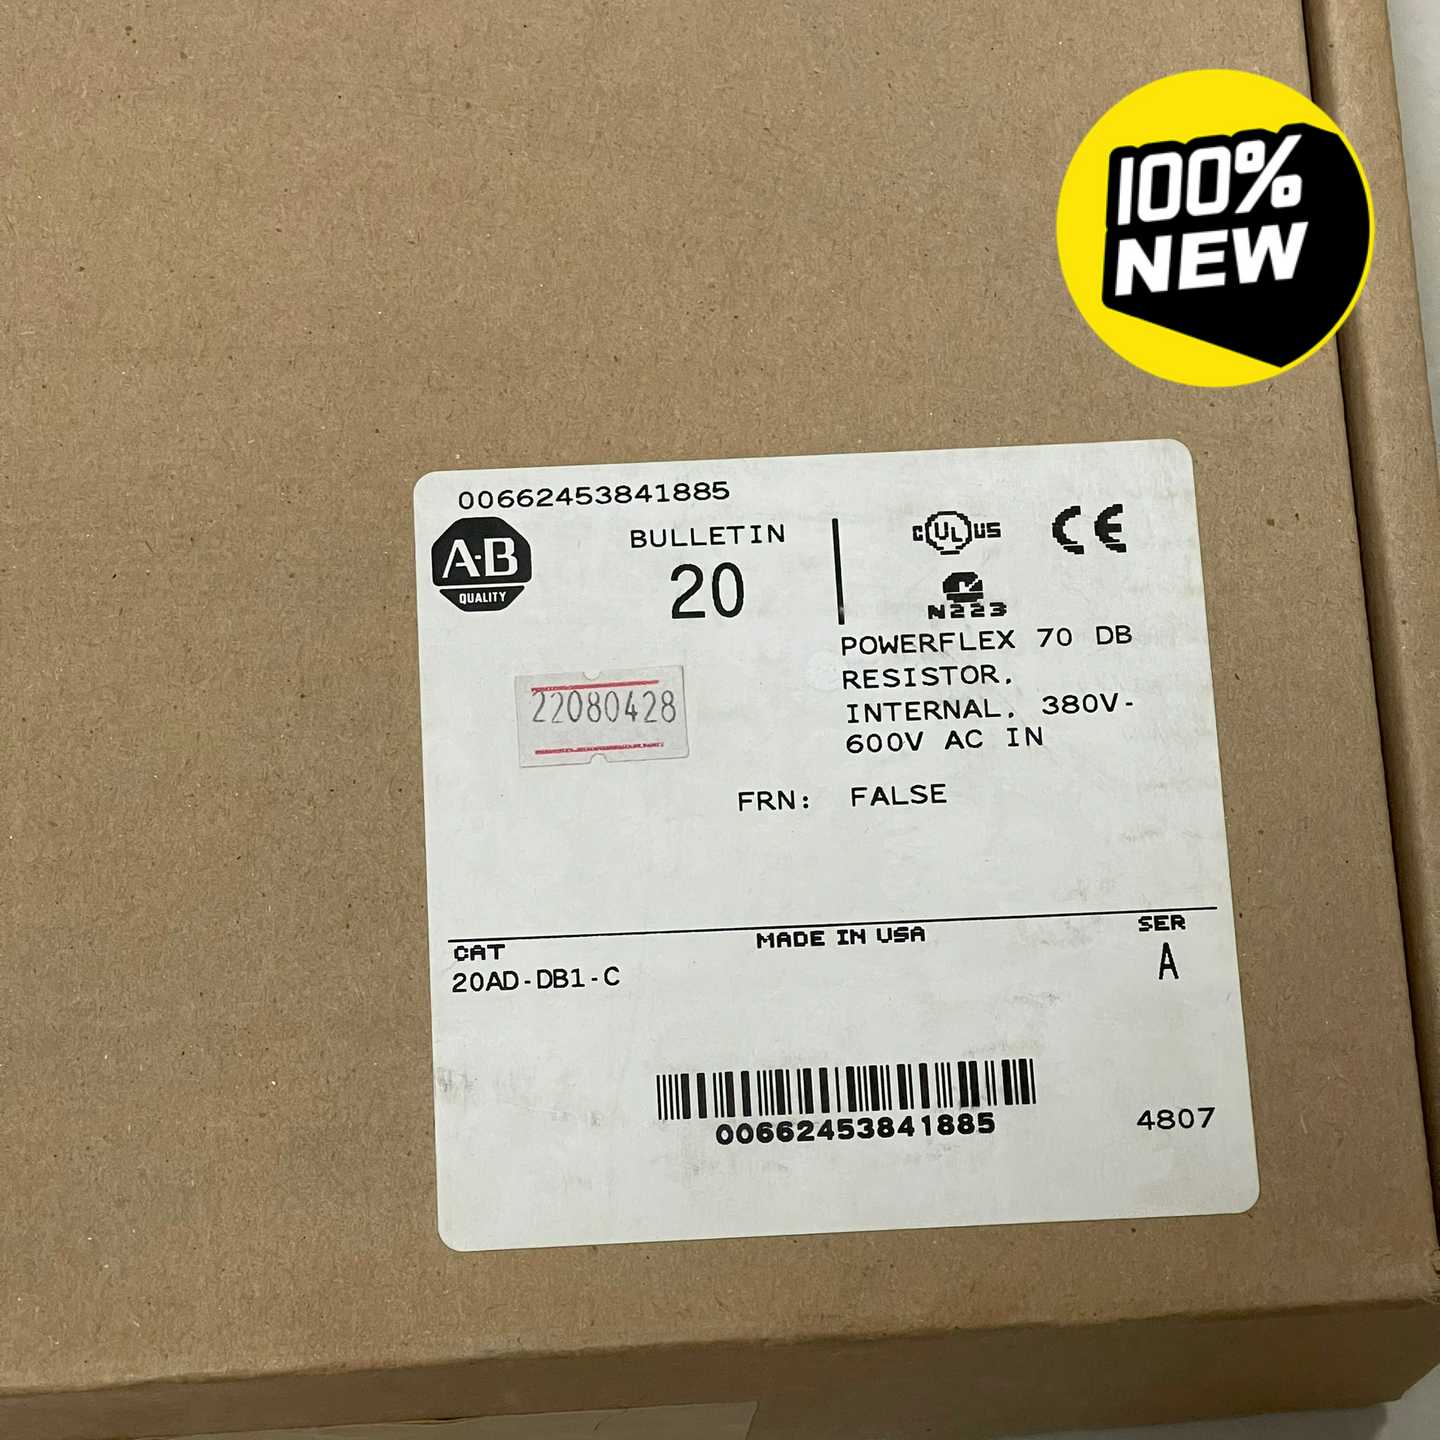 100%
NEW
00662453841885
A-B
QUALITY
BULLETIN
20
c UL us
CE
N223
POWERFLEX 70 DB
RESISTOR,
INTERNAL, 380V-
600V AC IN
22080428
FRN: FALSE
CAT
MADE IN USA
SER
20AD-DB1-C
A
00662453841885
4807